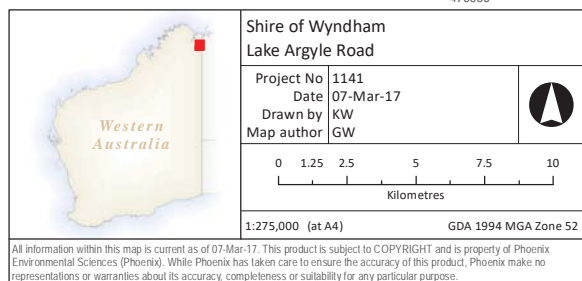 Shire of Wyndham
Lake Argyle Road
Project No 1141
Date 07-Mar-17
Drawn by KW
Map author GW
Western
Australia
0 1.25 2.5 5 7.5 10
Kilometres
1:275,000 (at A4) GDA 1994 MGA Zone 52
All information within this map is current as of 07-Mar-17. This product is subject to COPYRIGHT and is property of Phoenix
Environmental Sciences (Phoenix). While Phoenix has taken care to ensure the accuracy of this product, Phoenix make no
representations or warranties about its accuracy, completeness or suitability for any particular purpose.